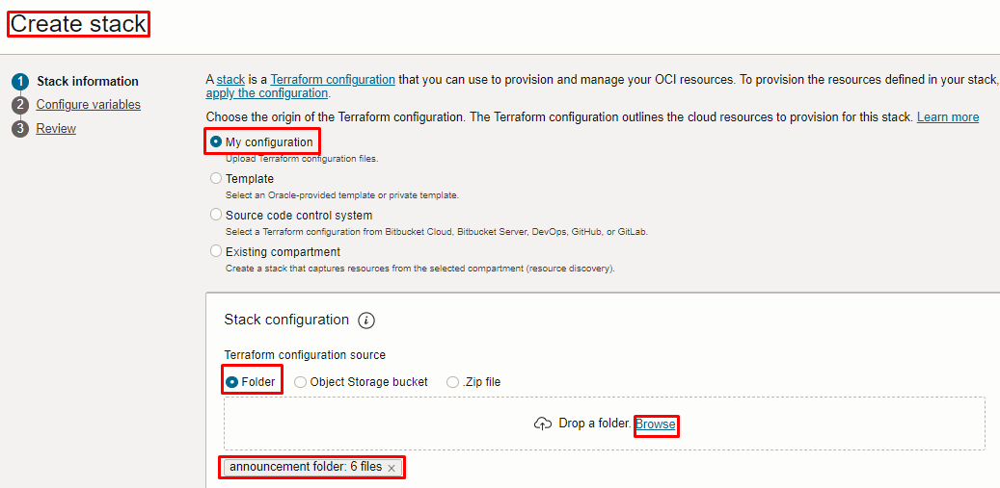 Create stack
1 Stack information
2 Configure variables
3 Review
A stack is a Terraform configuration that you can use to provision and manage your OCI resources. To provision the resources defined in your stack,
apply the configuration.
Choose the origin of the Terraform configuration. The Terraform configuration outlines the cloud resources to provision for this stack. Learn more
My configuration
Upload Terraform configuration files.
Template
Select an Oracle-provided template or private template.
Source code control system
Select a Terraform configuration from Bitbucket Cloud, Bitbucket Server, DevOps, GitHub, or GitLab.
Existing compartment
Create a stack that captures resources from the selected compartment (resource discovery).
Stack configuration i
Terraform configuration source
Folder Object Storage bucket .Zip file
Drop a folder. Browse
announcement folder: 6 files ×